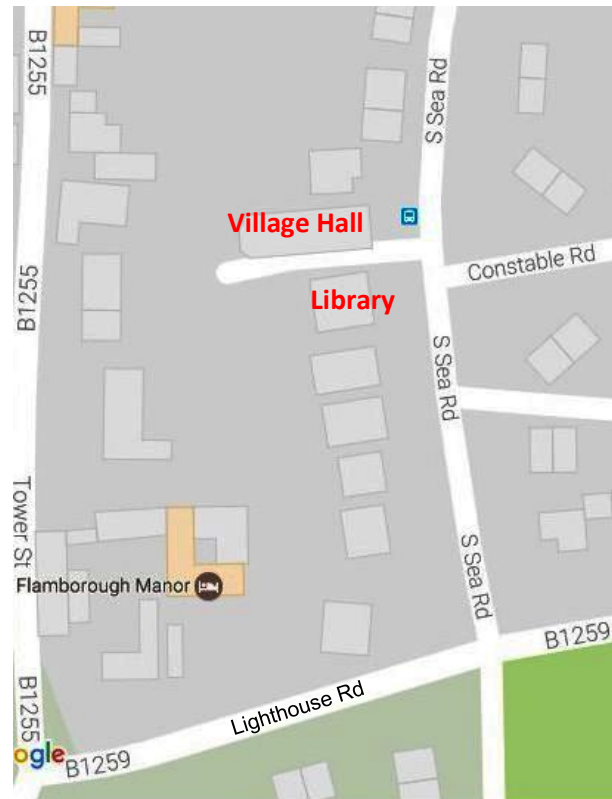 B1255
S Sea Rd
Village Hall
Constable Rd
Library
B1255
S Sea Rd
Tower St
S Sea Rd
Flamborough Manor
B1259
Lighthouse Rd
B1255
ogle
B1259